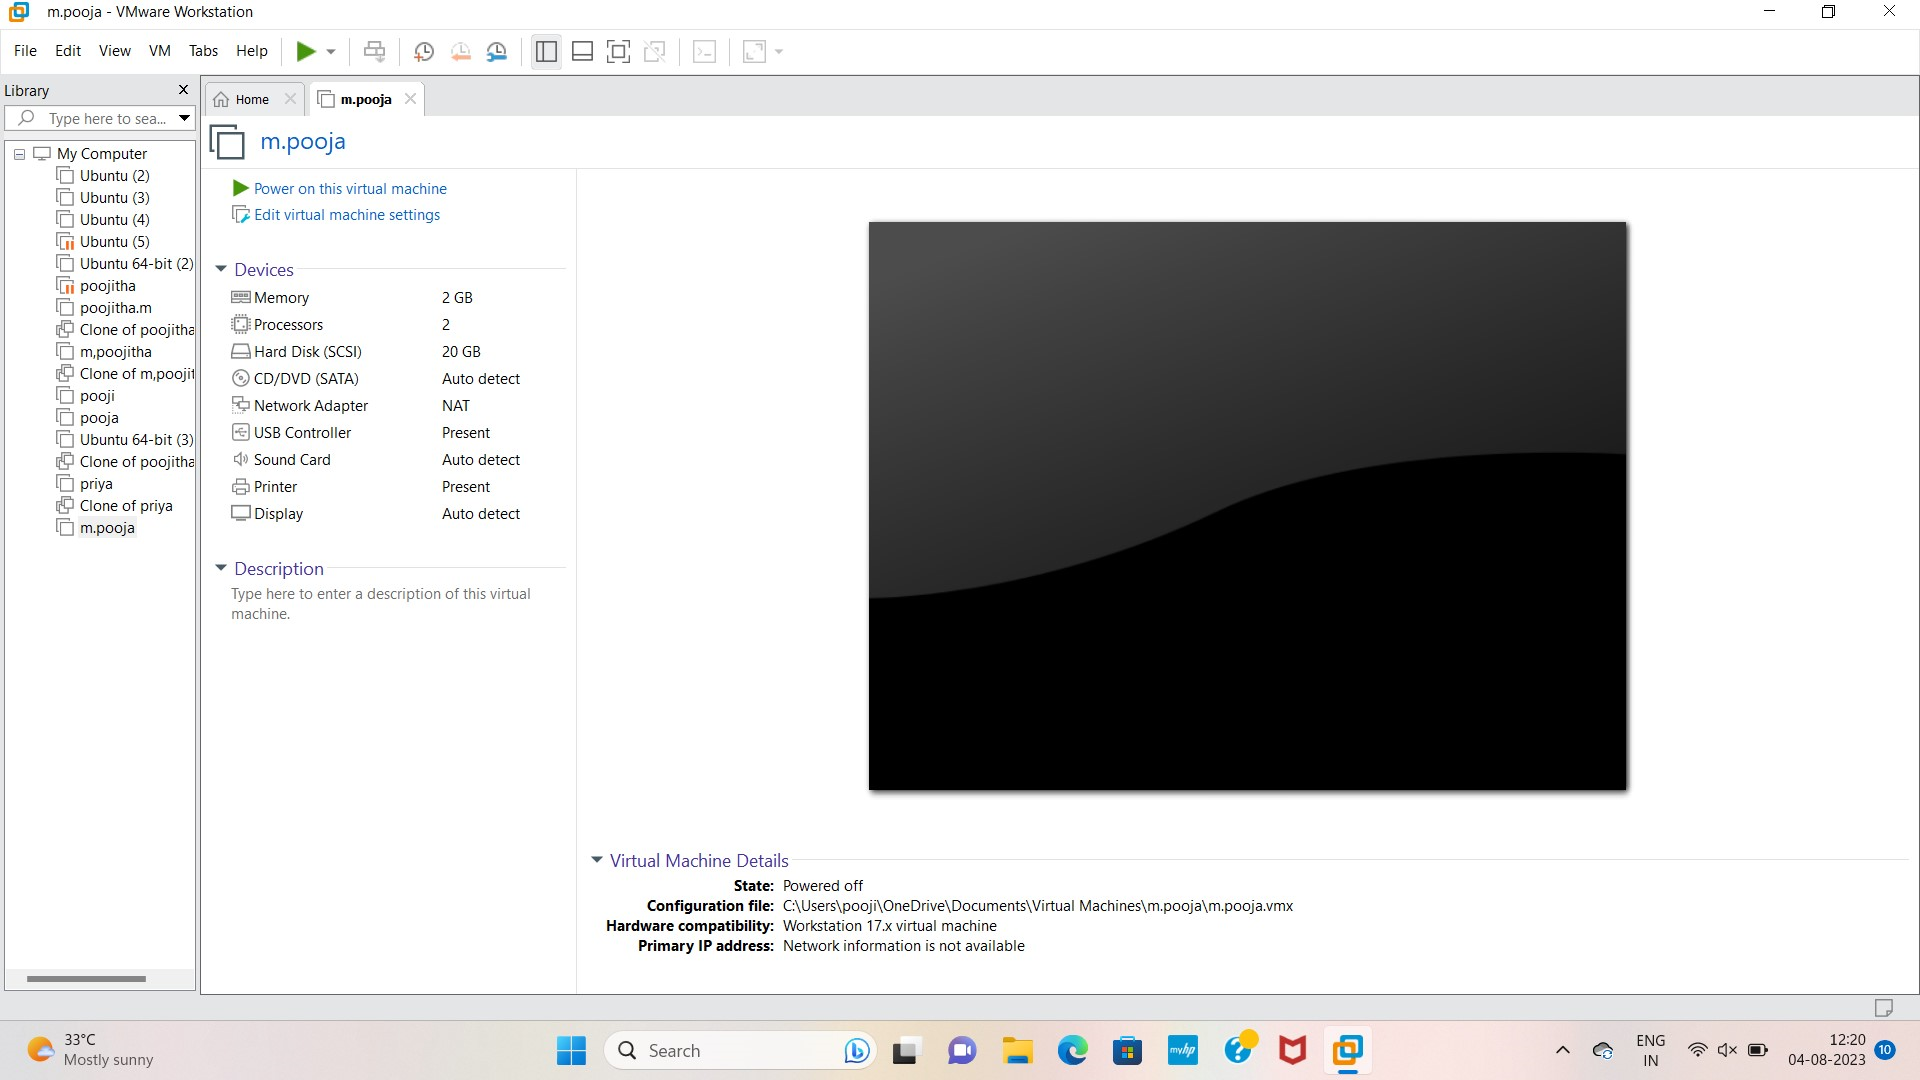 m.pooja - VMware Workstation
File Edit View VM Tabs Help
Library
Type here to sea...
My Computer
Ubuntu (2)
Ubuntu (3)
Ubuntu (4)
Ubuntu (5)
Ubuntu 64-bit (2)
poojitha
poojitha.m
Clone of poojitha
m,poojitha
Clone of m,poojit
pooji
pooja
Ubuntu 64-bit (3)
Clone of poojitha
priya
Clone of priya
m.pooja
Home m.pooja
m.pooja
Power on this virtual machine
Edit virtual machine settings
Devices
Memory 2 GB
Processors 2
Hard Disk (SCSI) 20 GB
CD/DVD (SATA) Auto detect
Network Adapter NAT
USB Controller Present
Sound Card Auto detect
Printer Present
Display Auto detect
Description
Type here to enter a description of this virtual
machine.
Virtual Machine Details
State: Powered off
Configuration file: C:\Users\pooji\OneDrive\Documents\Virtual Machines\m.pooja\m.pooja.vmx
Hardware compatibility: Workstation 17.x virtual machine
Primary IP address: Network information is not available
33°C
Mostly sunny
Search
myhp
ENG
IN
12:20
04-08-2023
10